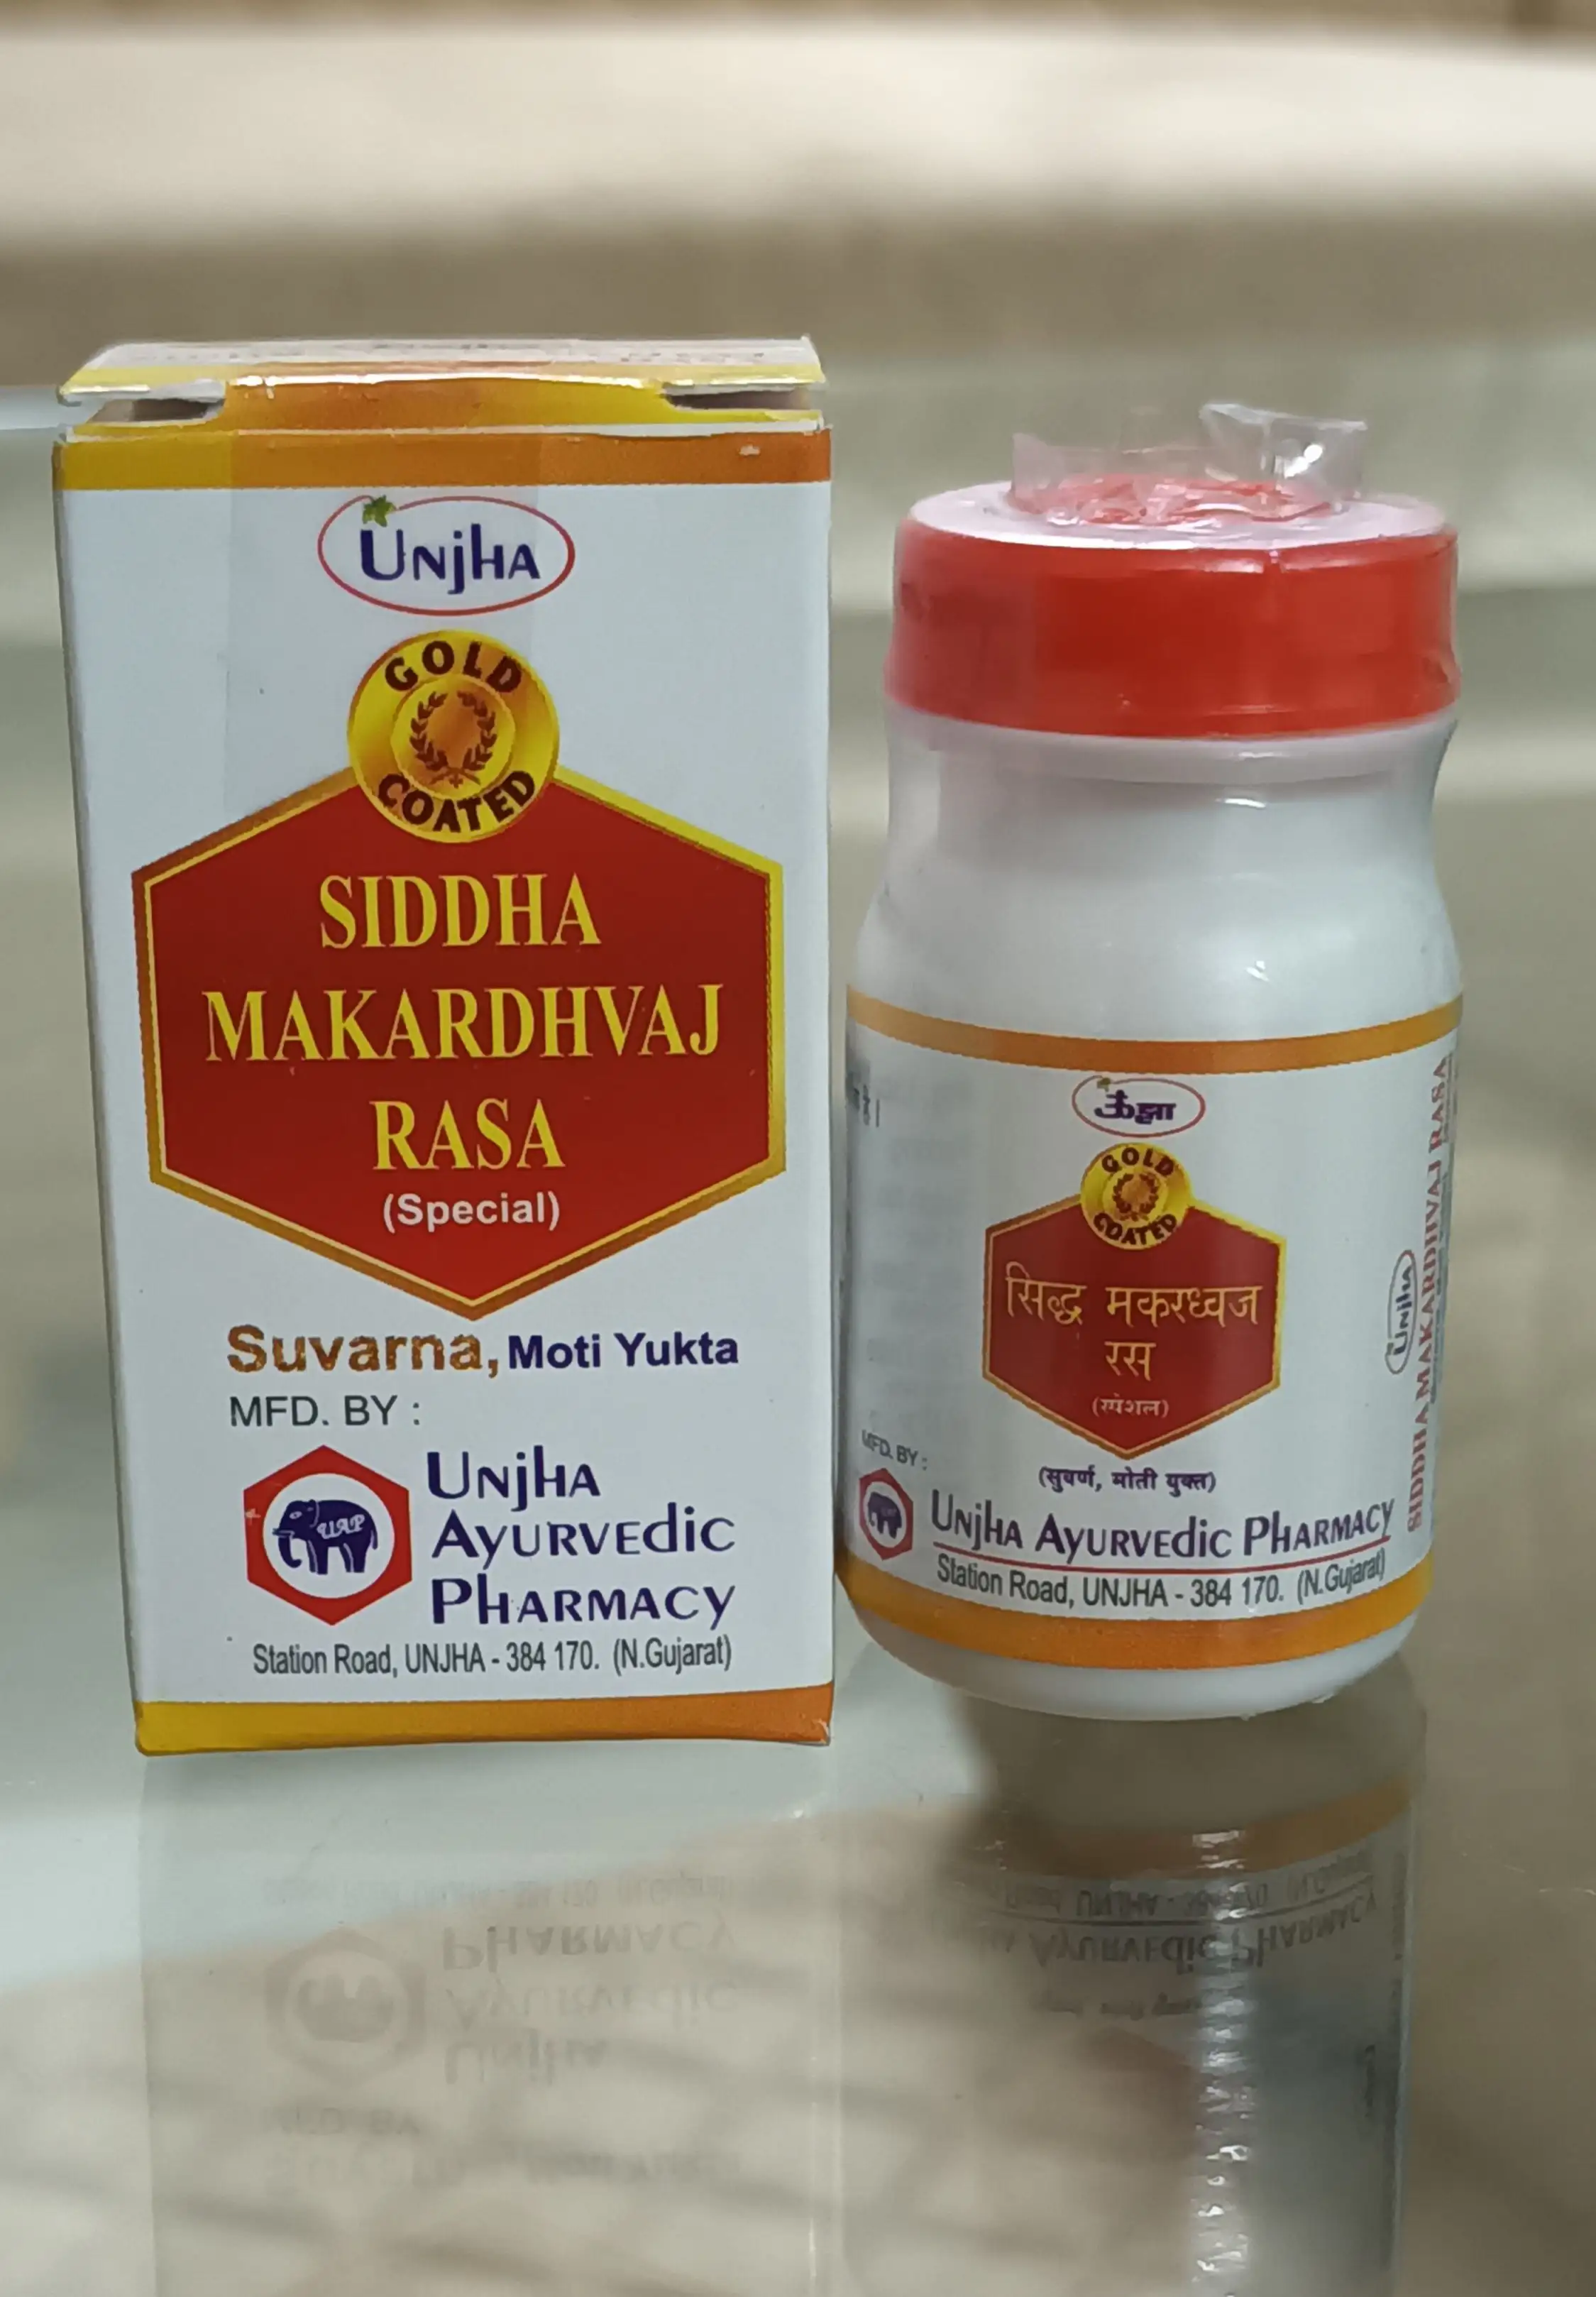 UNJHA
GOLD
COATED
SIDDHA
MAKARDHVAJ
RASA
(Special)
Suvarna, Moti Yukta
MFD. BY :
UAP
UNJHA
AYURVEDIC
PHARMACY
Station Road, UNJHA - 384 170. (N.Gujarat)
ऊंझा
GOLD
COATED
सिद्ध मकरध्वज
रस
(स्पेशल)
(सुवर्ण, मोती युक्त)
MFD. BY :
UNJHA AYURVEDIC PHARMACY
Station Road, UNJHA - 384 170. (N.Gujarat)
UNJHA
SIDDHA MAKARDHVAJ RASA